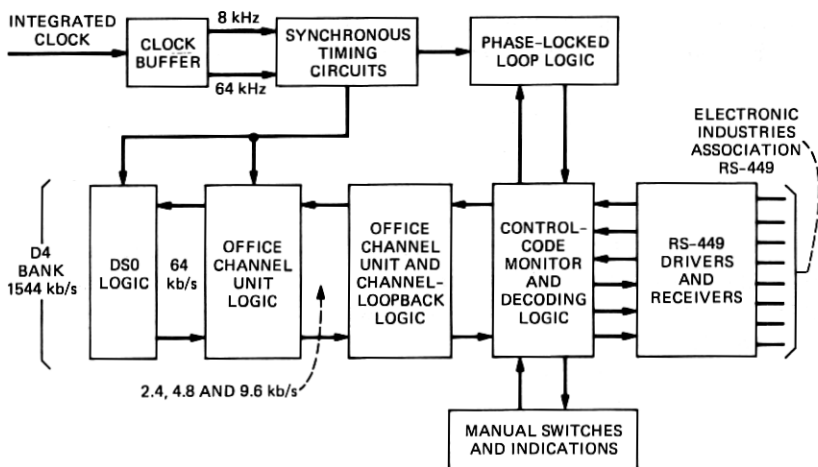 INTEGRATED
CLOCK
CLOCK
BUFFER
8 kHz
64 kHz
SYNCHRONOUS
TIMING
CIRCUITS
PHASE-LOCKED
LOOP LOGIC
ELECTRONIC
INDUSTRIES
ASSOCIATION
RS-449
D4
BANK
1544 kb/s
DS0
LOGIC
64
kb/s
OFFICE
CHANNEL
UNIT
LOGIC
OFFICE
CHANNEL
UNIT AND
CHANNEL-
LOOPBACK
LOGIC
CONTROL-
CODE
MONITOR
AND
DECODING
LOGIC
RS-449
DRIVERS
AND
RECEIVERS
2.4, 4.8 AND 9.6 kb/s
MANUAL SWITCHES
AND INDICATIONS